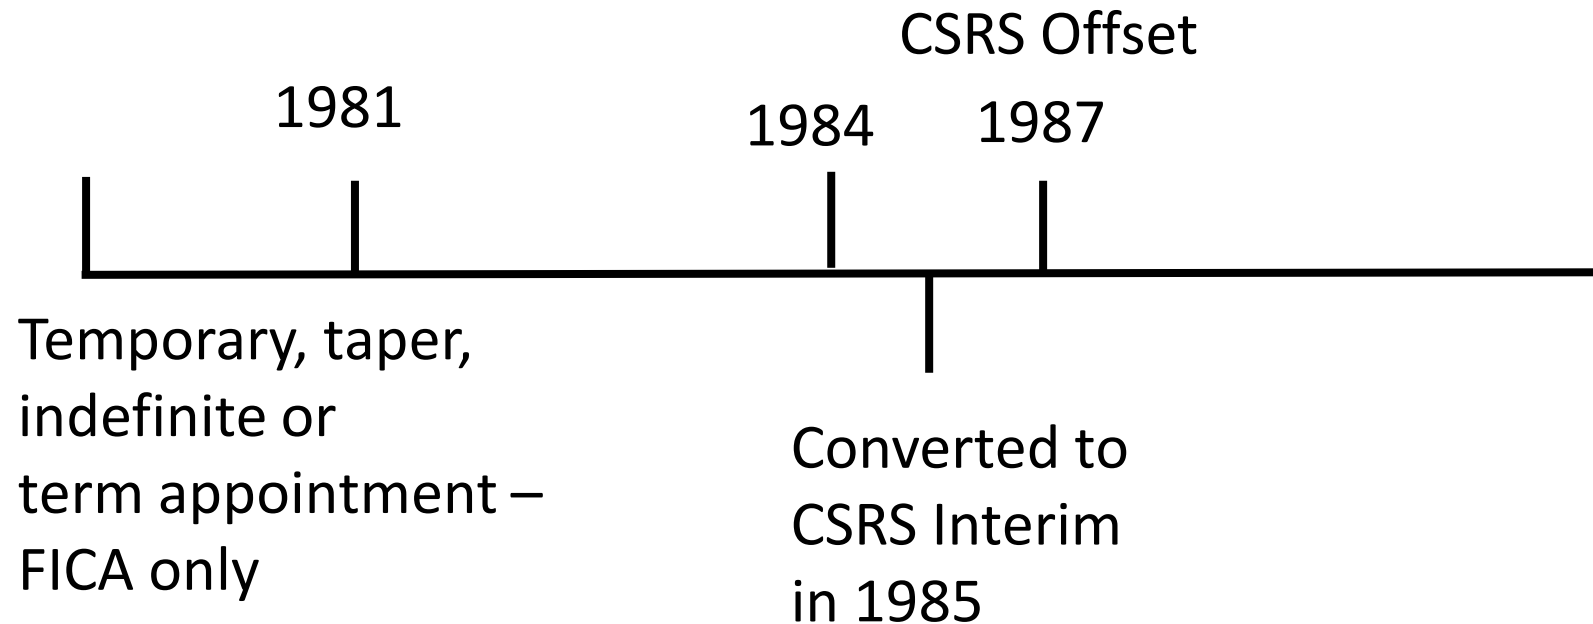 CSRS Offset
1981
1984
1987
Temporary, taper,
indefinite or
term appointment –
FICA only
Converted to
CSRS Interim
in 1985